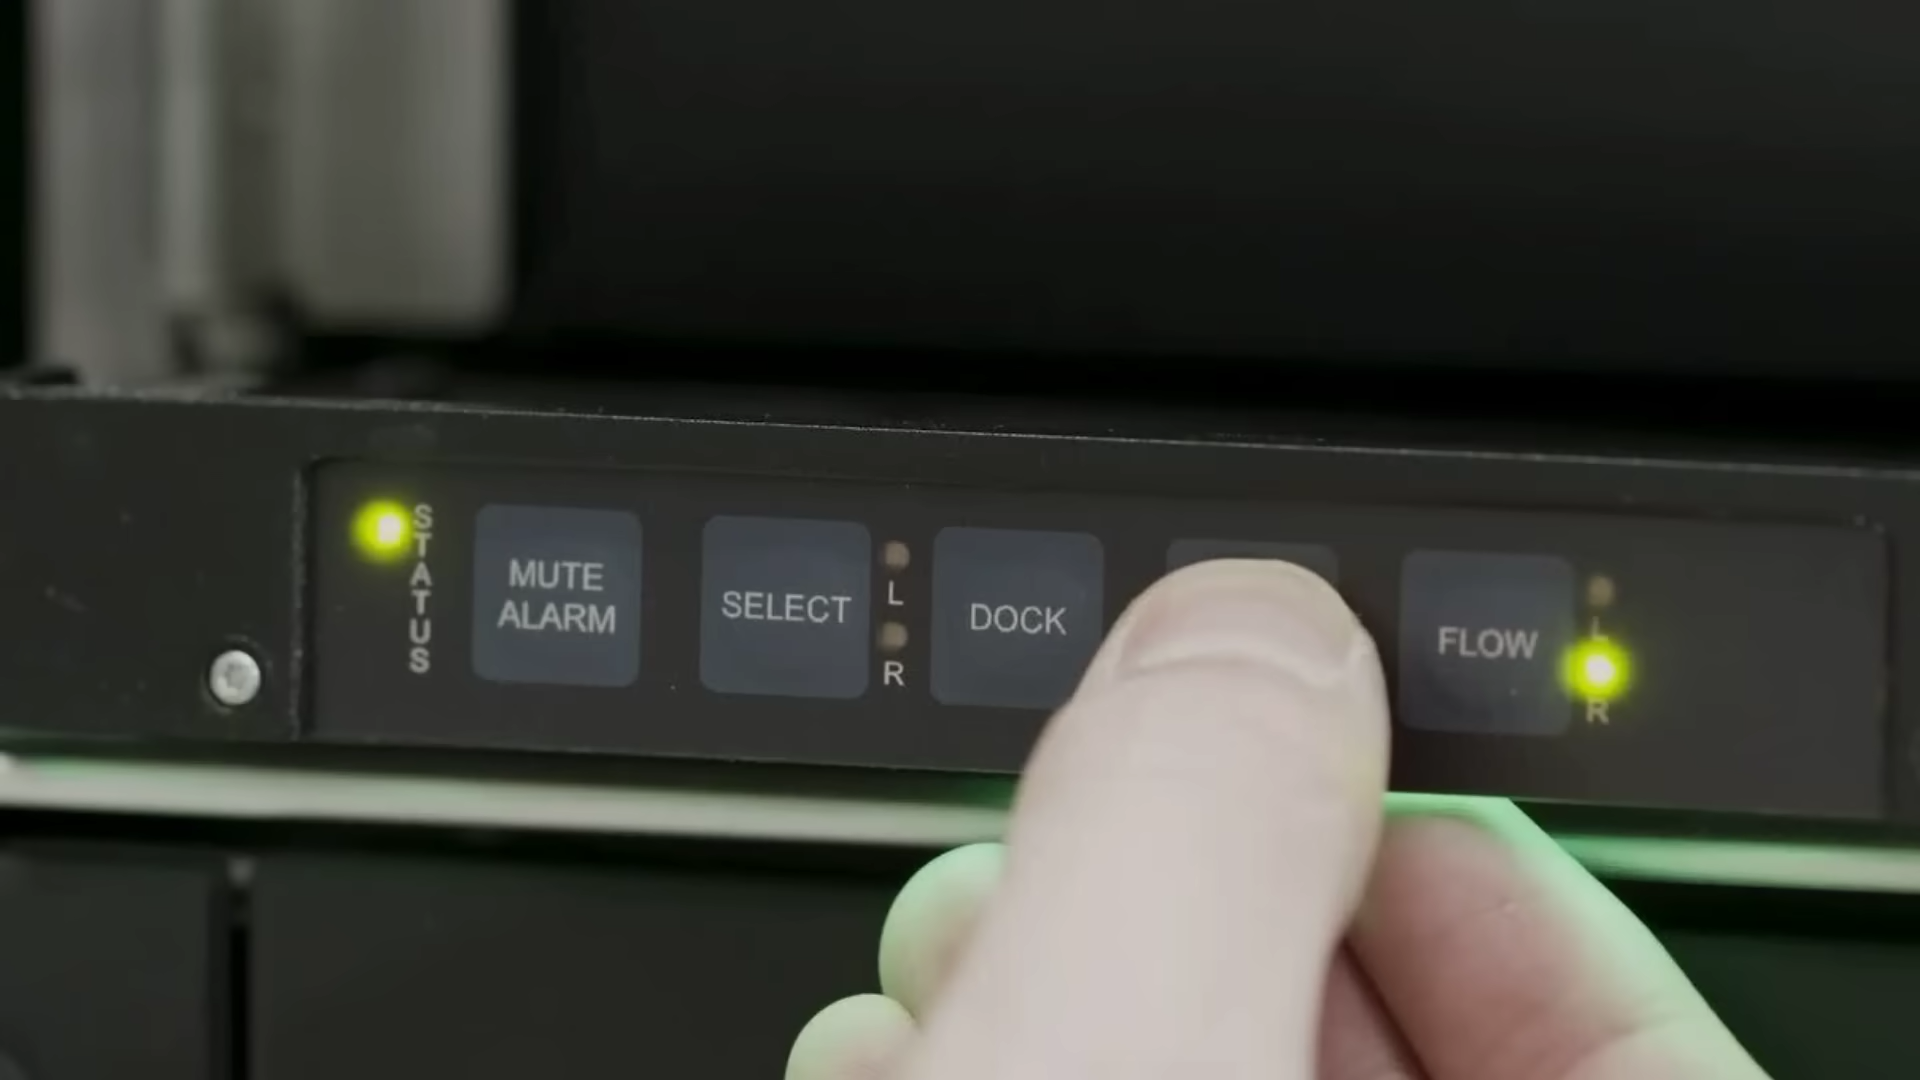 STATUS
MUTE
ALARM
SELECT
L
R
DOCK
FLOW
L
R